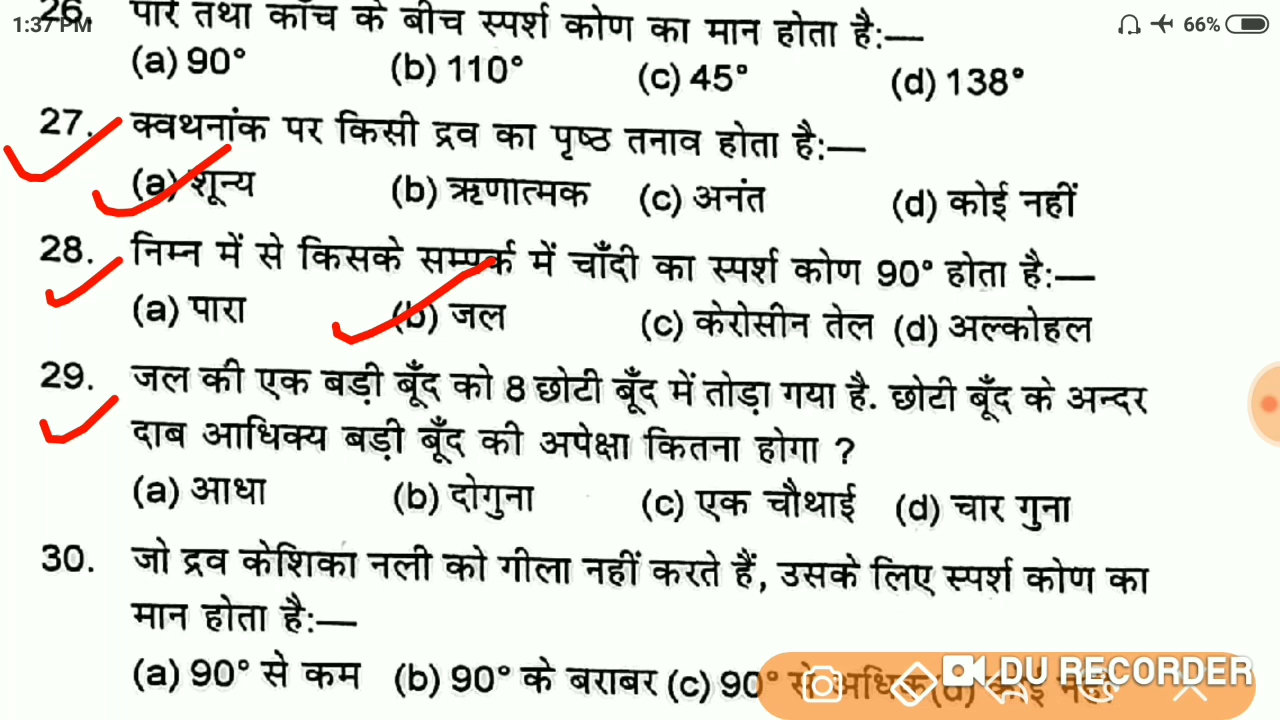 26. पारे तथा काँच के बीच स्पर्श कोण का मान होता है:—
1:37 PM 66%
(a) 90° (b) 110° (c) 45° (d) 138°
27. क्वथनांक पर किसी द्रव का पृष्ठ तनाव होता है:—
(a) शून्य (b) ऋणात्मक (c) अनंत (d) कोई नहीं
28. निम्न में से किसके सम्पर्क में चाँदी का स्पर्श कोण 90° होता है:—
(a) पारा (b) जल (c) केरोसीन तेल (d) अल्कोहल
29. जल की एक बड़ी बूँद को 8 छोटी बूँद में तोड़ा गया है. छोटी बूँद के अन्दर
दाब आधिक्य बड़ी बूँद की अपेक्षा कितना होगा ?
(a) आधा (b) दोगुना (c) एक चौथाई (d) चार गुना
30. जो द्रव केशिका नली को गीला नहीं करते हैं, उसके लिए स्पर्श कोण का
मान होता है:—
(a) 90° से कम (b) 90° के बराबर (c) 90° से अधिक (d) कोई नहीं
DU RECORDER